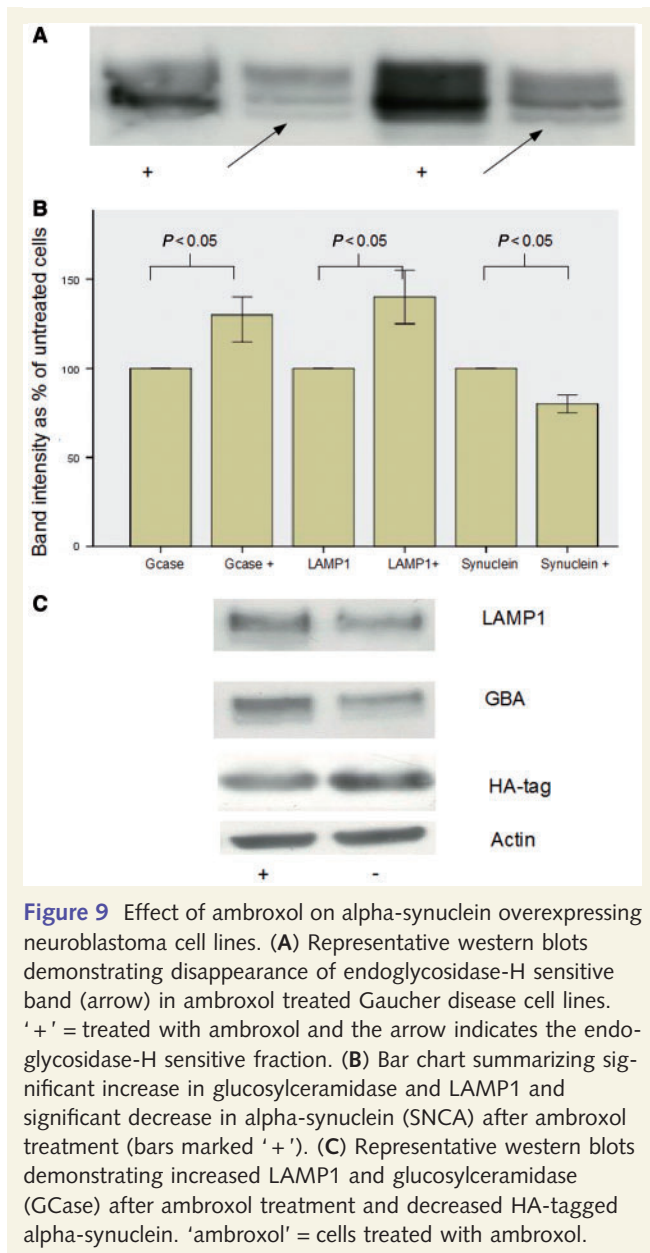 A
+ +
B
Band intensity as % of untreated cells
P < 0.05 P < 0.05 P < 0.05
150
100
50
0
Gcase Gcase + LAMP1 LAMP1+ Synuclein Synuclein +
C
LAMP1
GBA
HA-tag
Actin
+ -
Figure 9 Effect of ambroxol on alpha-synuclein overexpressing
neuroblastoma cell lines. (A) Representative western blots
demonstrating disappearance of endoglycosidase-H sensitive
band (arrow) in ambroxol treated Gaucher disease cell lines.
‘+’ = treated with ambroxol and the arrow indicates the endo-
glycosidase-H sensitive fraction. (B) Bar chart summarizing sig-
nificant increase in glucosylceramidase and LAMP1 and
significant decrease in alpha-synuclein (SNCA) after ambroxol
treatment (bars marked ‘+’). (C) Representative western blots
demonstrating increased LAMP1 and glucosylceramidase
(GCase) after ambroxol treatment and decreased HA-tagged
alpha-synuclein. ‘ambroxol’ = cells treated with ambroxol.